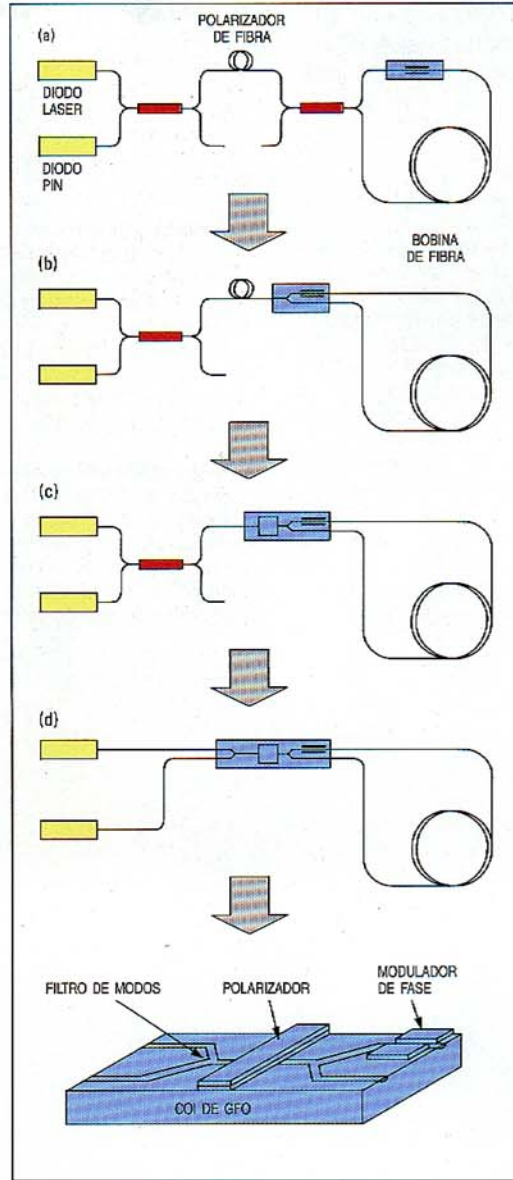 POLARIZADOR
DE FIBRA
(a)
DIODO
LASER
DIODO
PIN
BOBINA
DE FIBRA
(b)
(c)
(d)
FILTRO DE MODOS
POLARIZADOR
MODULADOR
DE FASE
COI DE GFO